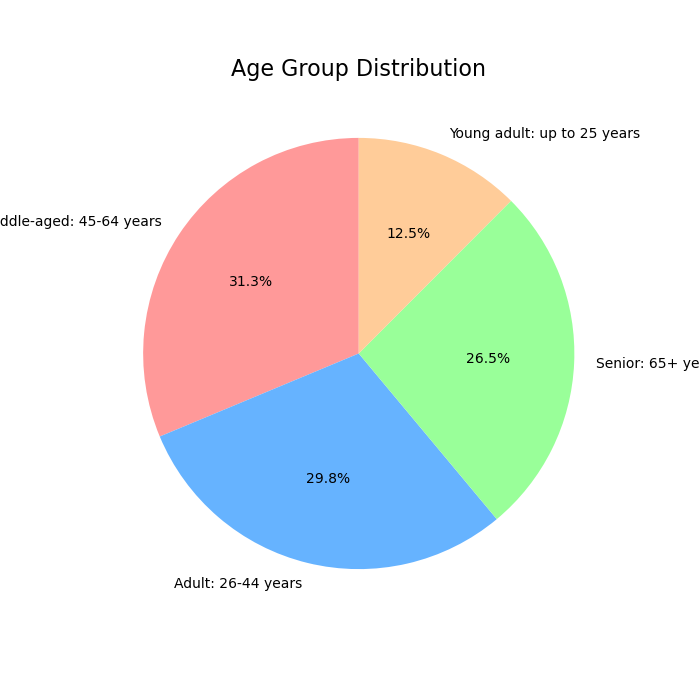 Age Group Distribution
Young adult: up to 25 years
ddle-aged: 45-64 years
12.5%
31.3%
26.5%
Senior: 65+ ye
29.8%
Adult: 26-44 years